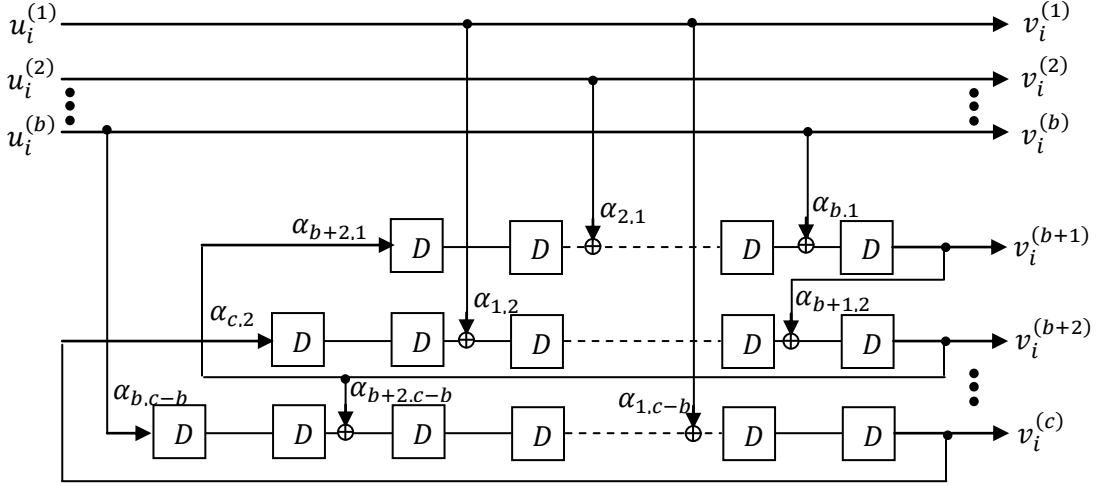 u_i^{(1)} v_i^{(1)}
u_i^{(2)} v_i^{(2)}
u_i^{(b)} v_i^{(b)}
α_{b+2,1} D D α_{2,1} D α_{b.1} D v_i^{(b+1)}
α_{c,2} D D α_{1,2} D D α_{b+1,2} D v_i^{(b+2)}
α_{b,c−b} D D α_{b+2,c−b} D D α_{1,c−b} D D v_i^{(c)}